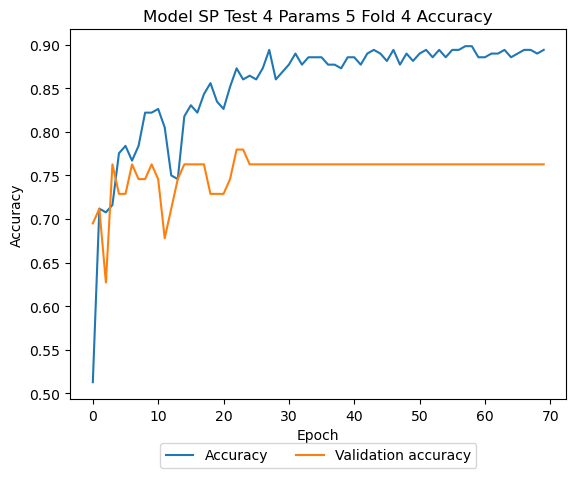 Model SP Test 4 Params 5 Fold 4 Accuracy
Accuracy
0.90
0.85
0.80
0.75
0.70
0.65
0.60
0.55
0.50
0 10 20 30 40 50 60 70
Epoch
Accuracy Validation accuracy